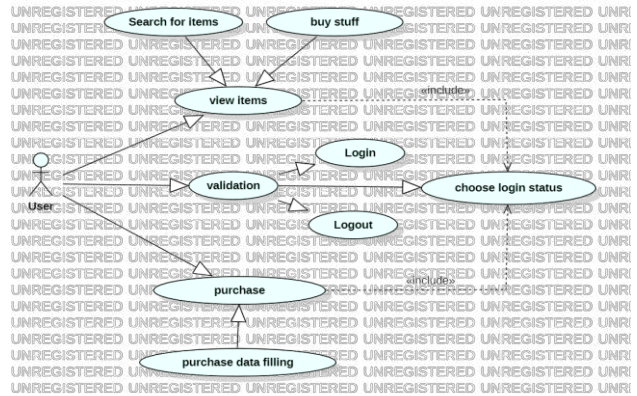 Search for items
buy stuff
view items
«include»
Login
validation
choose login status
User
Logout
«include»
purchase
purchase data filling
UNREGISTERED